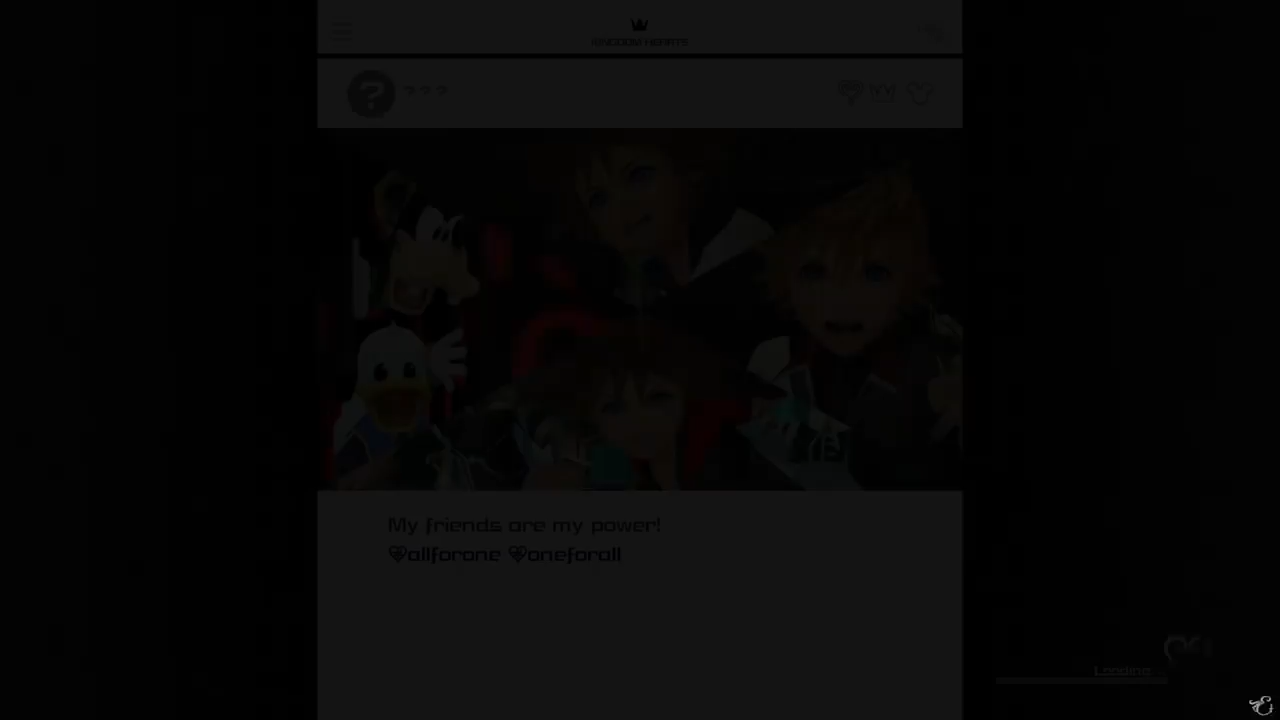 KINGDOM HEARTS
? ? ? ?
My friends are my power!
allforone oneforall
Loading...